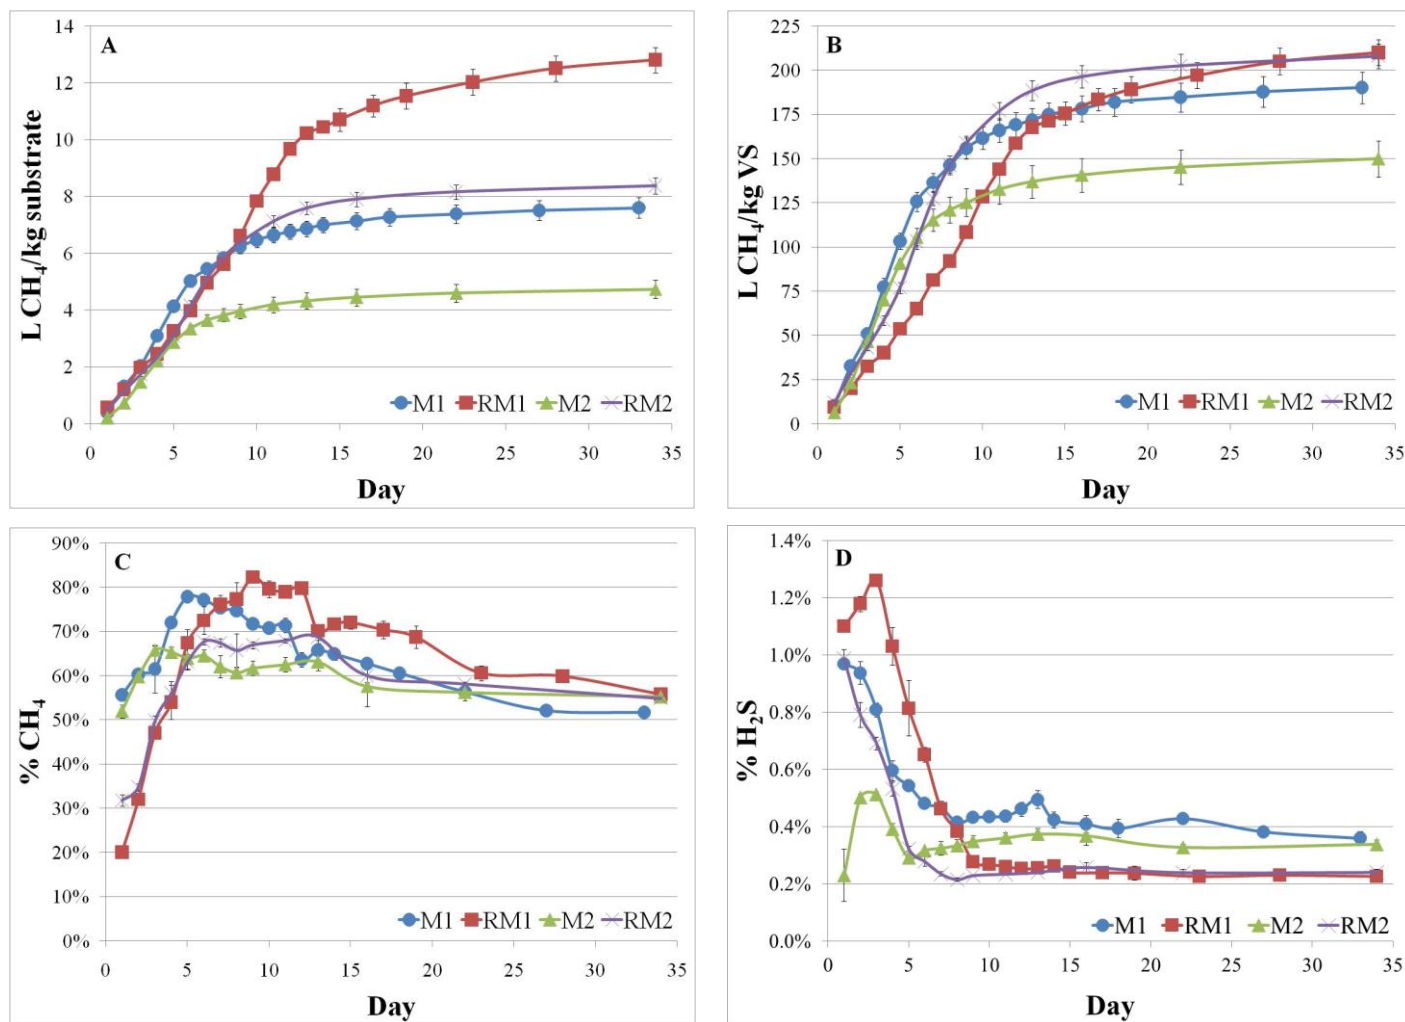 A
L CH4/kg substrate
14
12
10
8
6
4
2
0
0 5 10 15 20 25 30 35
Day
M1 RM1 M2 RM2
B
L CH4/kg VS
225
200
175
150
125
100
75
50
25
0
0 5 10 15 20 25 30 35
Day
M1 RM1 M2 RM2
C
% CH4
90%
80%
70%
60%
50%
40%
30%
20%
10%
0%
0 5 10 15 20 25 30 35
Day
M1 RM1 M2 RM2
D
% H2S
1.4%
1.2%
1.0%
0.8%
0.6%
0.4%
0.2%
0.0%
0 5 10 15 20 25 30 35
Day
M1 RM1 M2 RM2